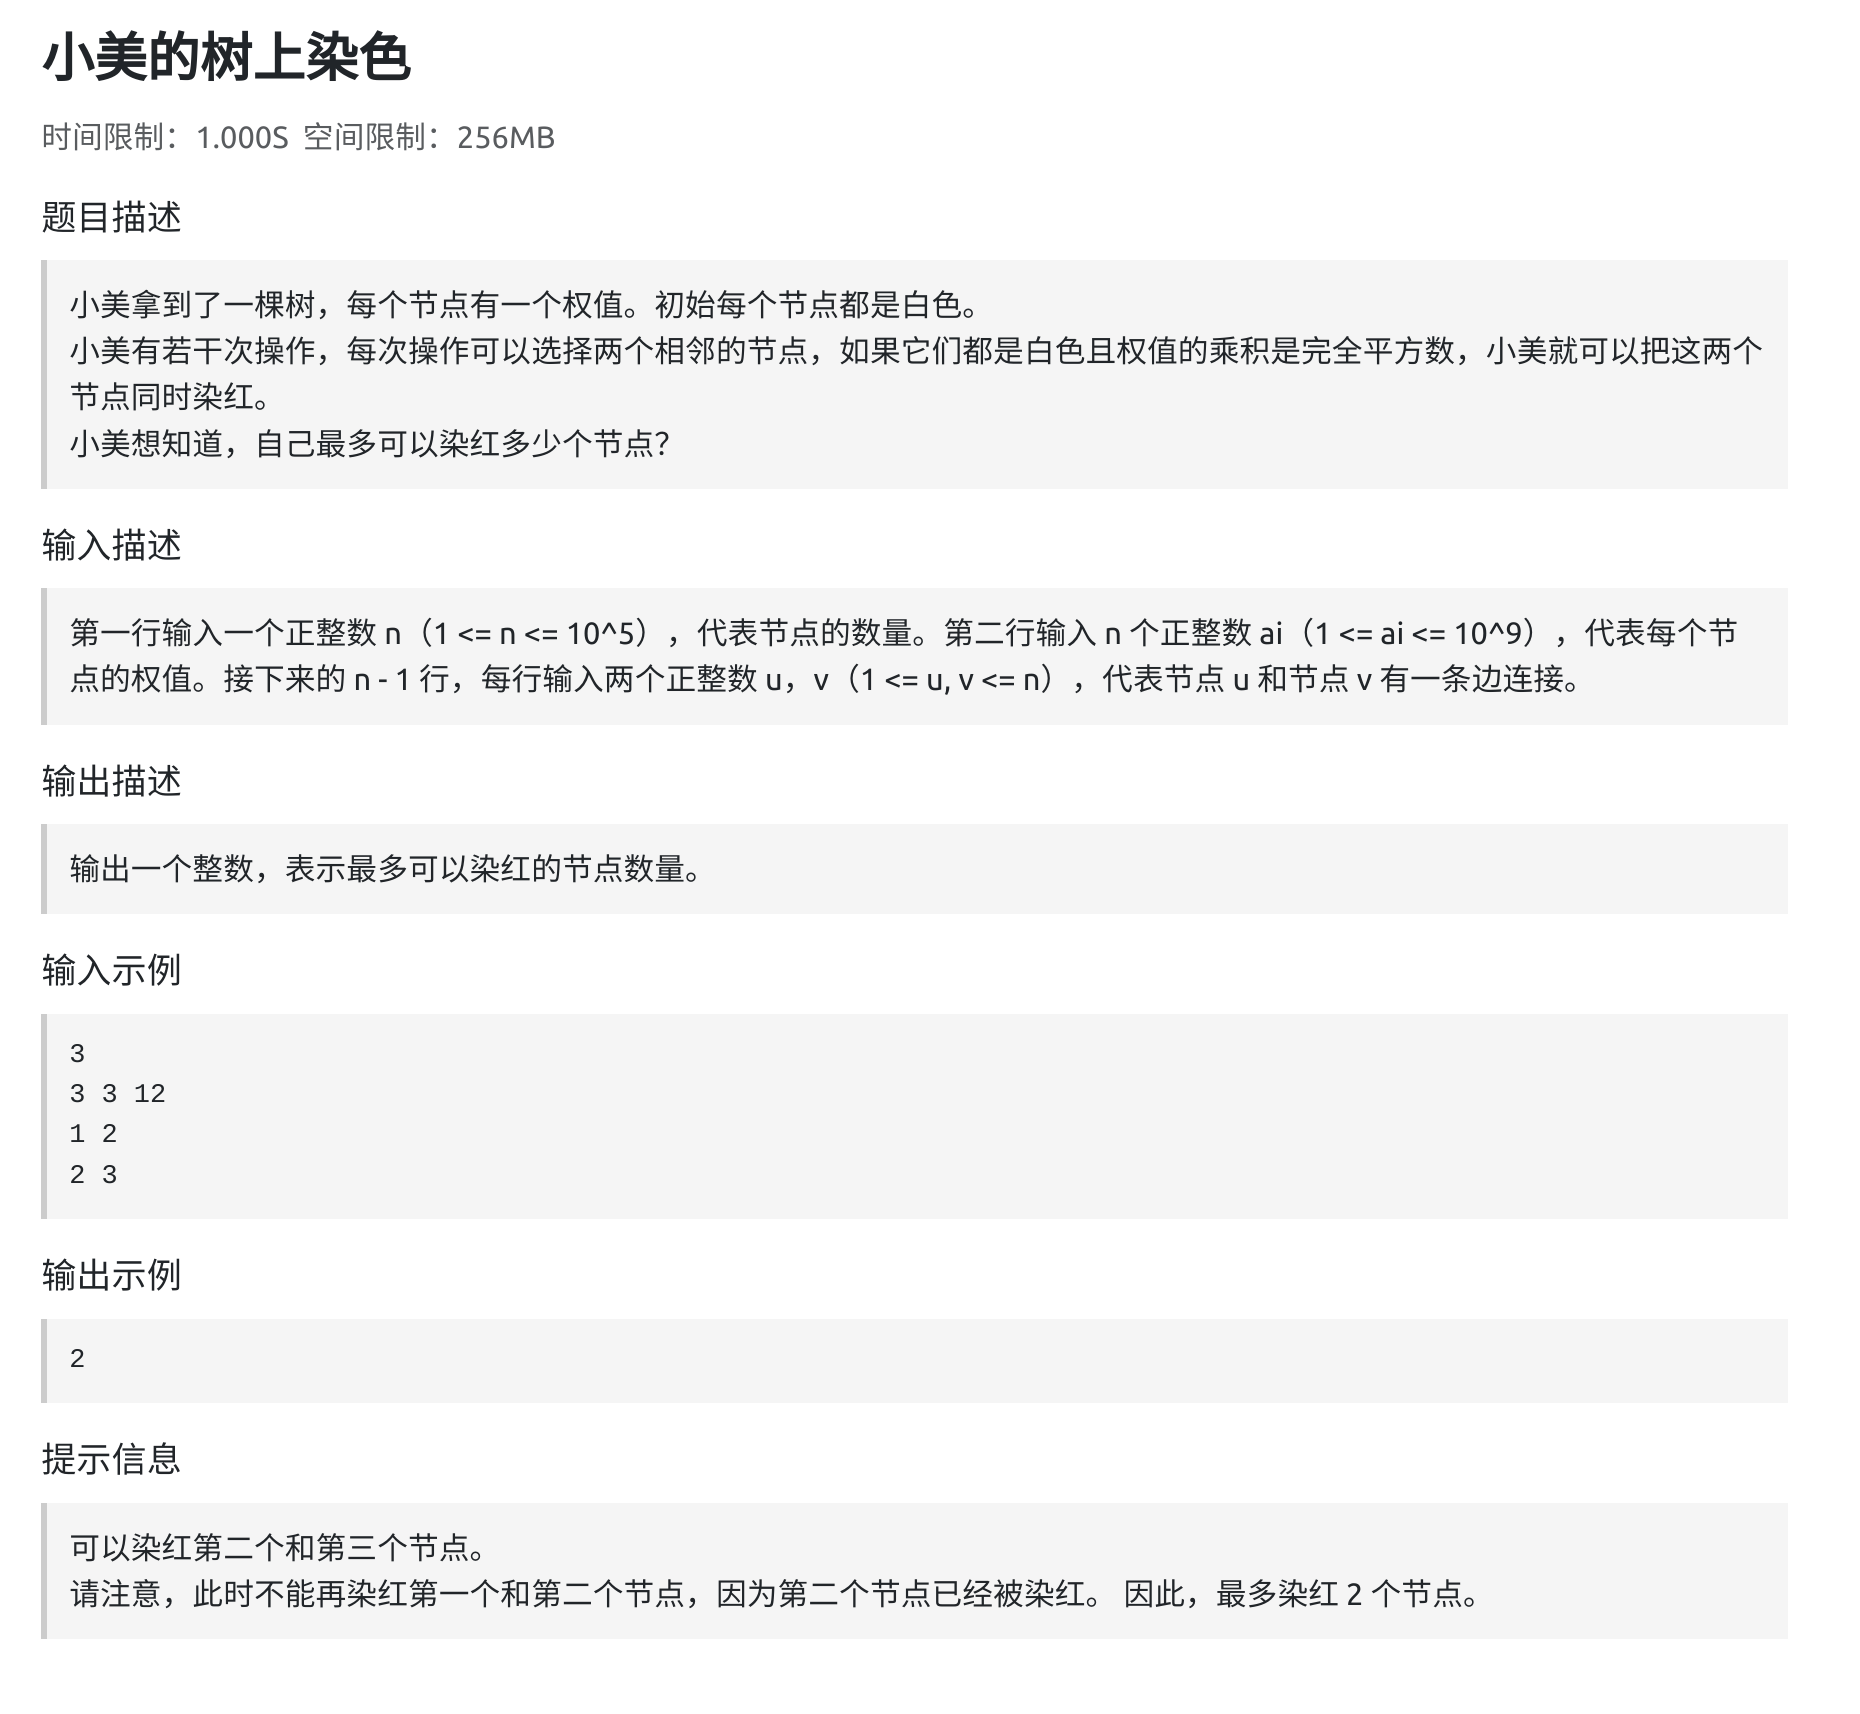 小美的树上染色
时间限制：1.000S 空间限制：256MB
题目描述
小美拿到了一棵树，每个节点有一个权值。初始每个节点都是白色。
小美有若干次操作，每次操作可以选择两个相邻的节点，如果它们都是白色且权值的乘积是完全平方数，小美就可以把这两个
节点同时染红。
小美想知道，自己最多可以染红多少个节点？
输入描述
第一行输入一个正整数 n（1 <= n <= 10^5），代表节点的数量。第二行输入 n 个正整数 ai（1 <= ai <= 10^9），代表每个节
点的权值。接下来的 n - 1 行，每行输入两个正整数 u，v（1 <= u, v <= n），代表节点 u 和节点 v 有一条边连接。
输出描述
输出一个整数，表示最多可以染红的节点数量。
输入示例
3
3 3 12
1 2
2 3
输出示例
2
提示信息
可以染红第二个和第三个节点。
请注意，此时不能再染红第一个和第二个节点，因为第二个节点已经被染红。 因此，最多染红 2 个节点。